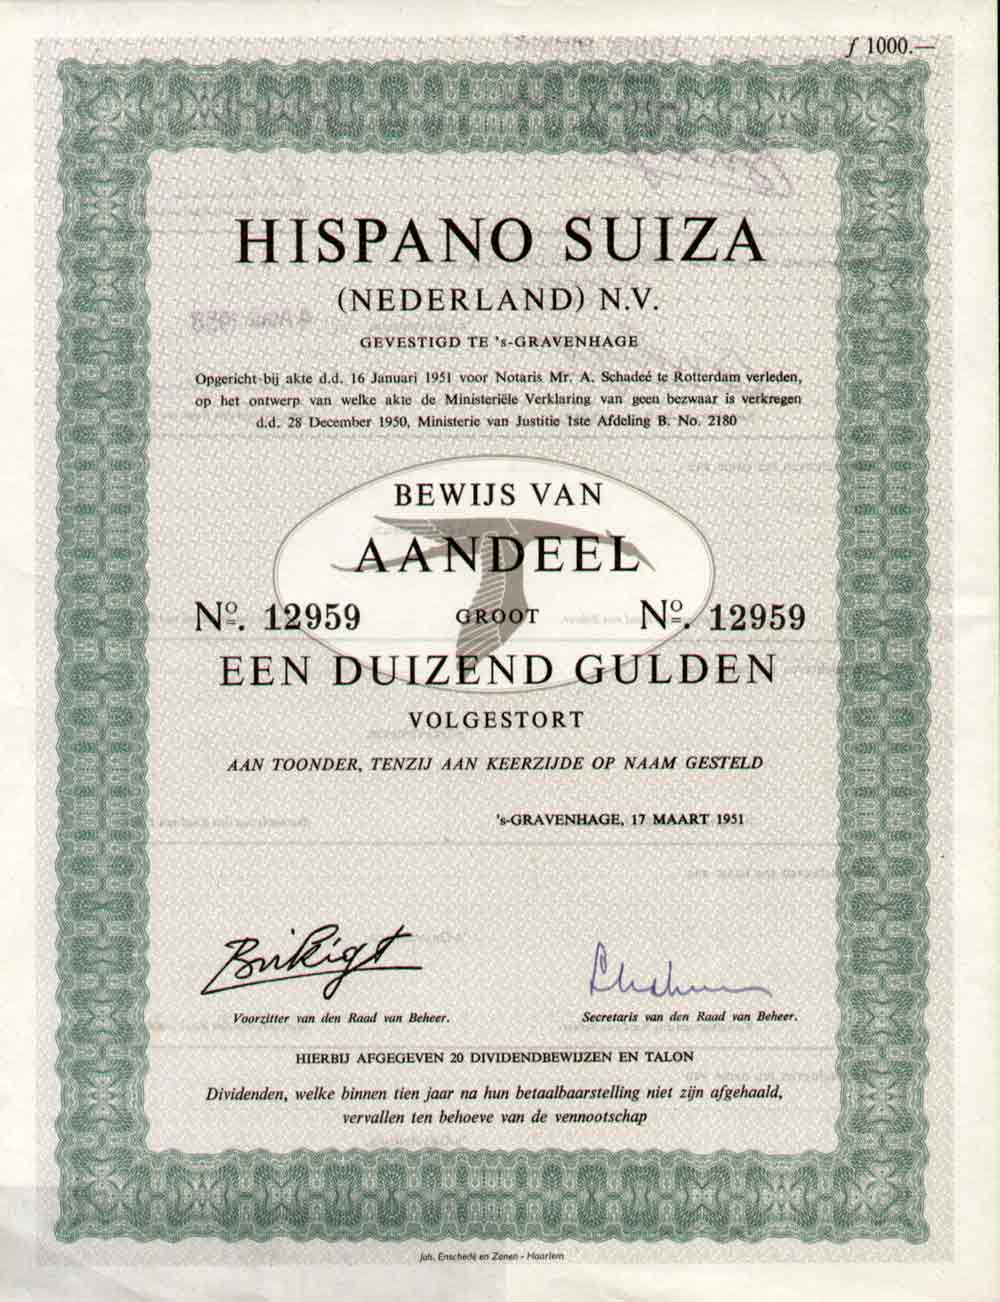 ƒ 1000.—
HISPANO SUIZA
(NEDERLAND) N.V.
GEVESTIGD TE 's-GRAVENHAGE
Opgericht bij akte d.d. 16 Januari 1951 voor Notaris Mr. A. Schadeé te Rotterdam verleden,
op het ontwerp van welke akte de Ministeriële Verklaring van geen bezwaar is verkregen
d.d. 28 December 1950, Ministerie van Justitie 1ste Afdeling B. No. 2180
BEWIJS VAN
AANDEEL
Nº. 12959 GROOT Nº. 12959
EEN DUIZEND GULDEN
VOLGESTORT
AAN TOONDER, TENZIJ AAN KEERZIJDE OP NAAM GESTELD
's-GRAVENHAGE, 17 MAART 1951
Birkigt
Voorzitter van den Raad van Beheer. Secretaris van den Raad van Beheer.
HIERBIJ AFGEGEVEN 20 DIVIDENDBEWIJZEN EN TALON
Dividenden, welke binnen tien jaar na hun betaalbaarstelling niet zijn afgehaald,
vervallen ten behoeve van de vennootschap
Joh. Enschedé en Zonen - Haarlem